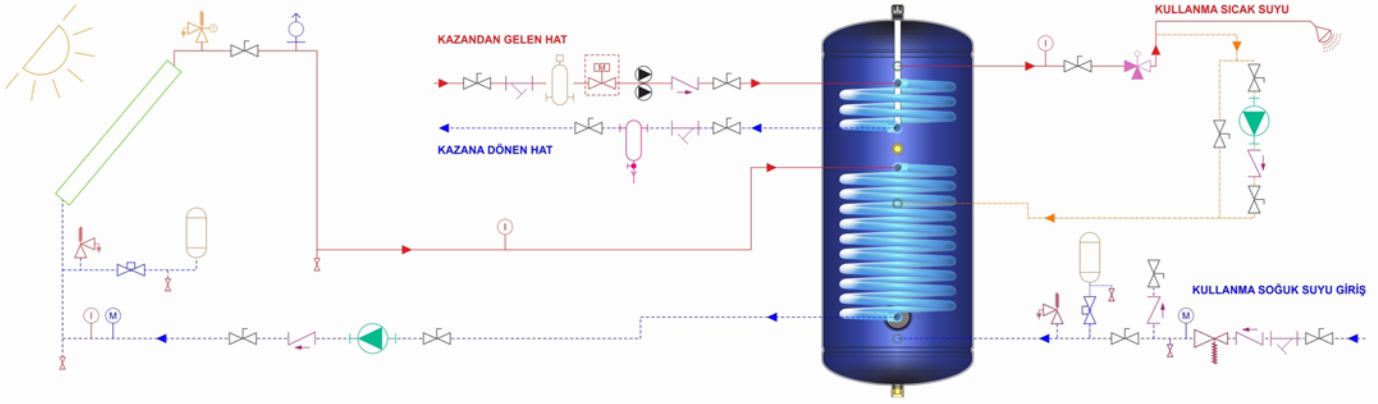 KULLANMA SICAK SUYU
KAZANDAN GELEN HAT
I
M
KAZANA DÖNEN HAT
I
KULLANMA SOĞUK SUYU GİRİŞ
I
M
M